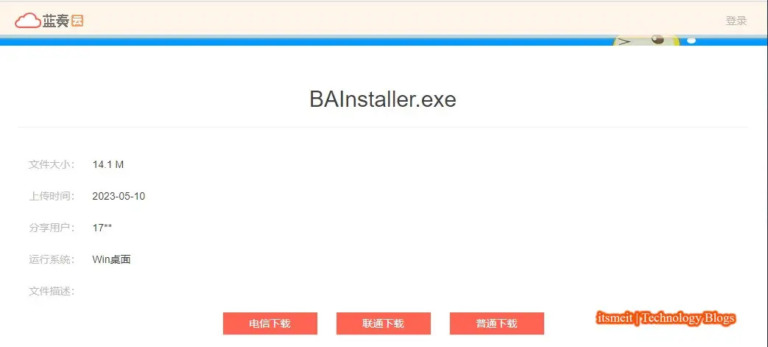 蓝奏云
登录
BAInstaller.exe
文件大小： 14.1 M
上传时间： 2023-05-10
分享用户： 17**
运行系统： Win桌面
文件描述：
电信下载 联通下载 普通下载
itsmeit | Technology Blogs